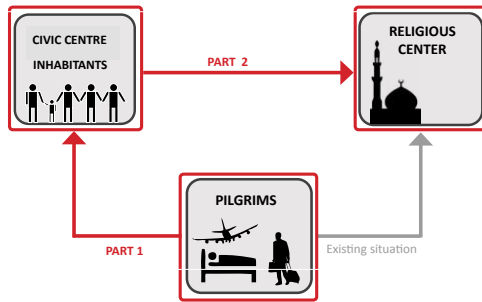 CIVIC CENTRE
INHABITANTS
RELIGIOUS
CENTER
PART 2
PILGRIMS
PART 1
Existing situation